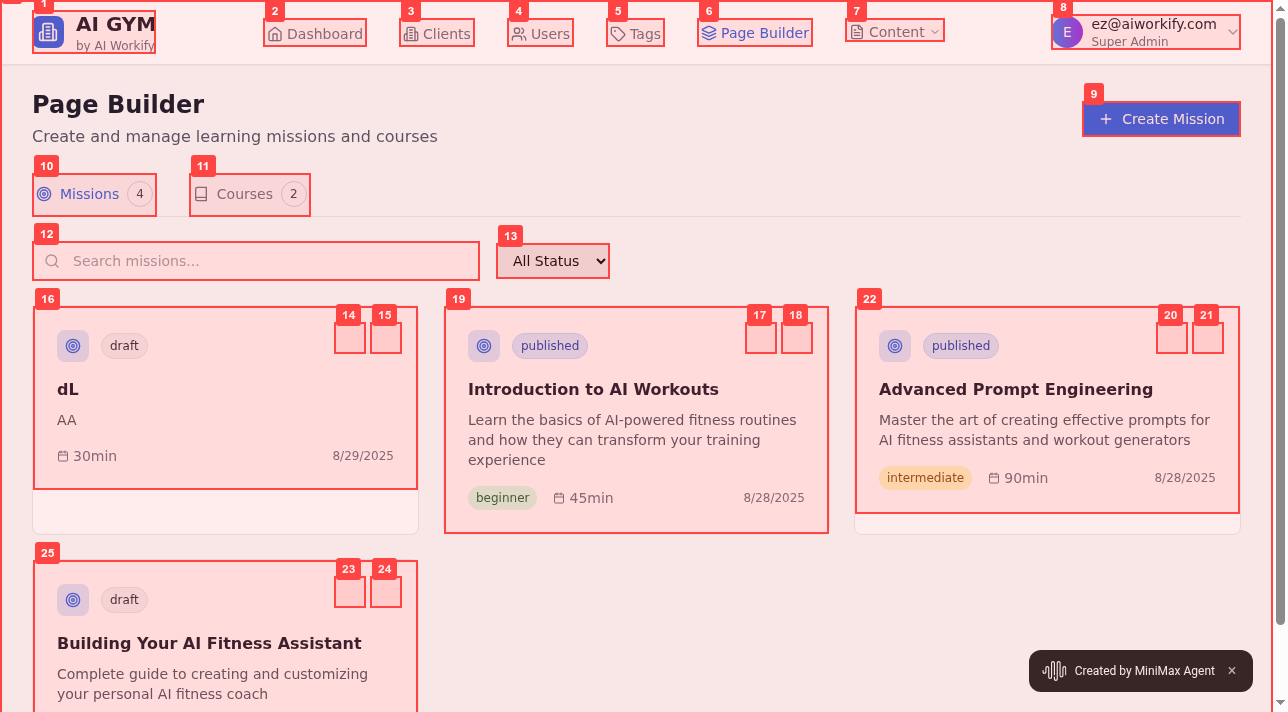 1
AI GYM
by AI Workify
2
Dashboard
3
Clients
4
Users
5
Tags
6
Page Builder
7
Content
8
E
ez@aiworkify.com
Super Admin
Page Builder
Create and manage learning missions and courses
9
Create Mission
10
Missions
4
11
Courses
2
12
Search missions...
13
All Status
16
14
15
draft
dL
AA
30min
8/29/2025
19
17
18
published
Introduction to AI Workouts
Learn the basics of AI-powered fitness routines
and how they can transform your training
experience
beginner
45min
8/28/2025
22
20
21
published
Advanced Prompt Engineering
Master the art of creating effective prompts for
AI fitness assistants and workout generators
intermediate
90min
8/28/2025
25
23
24
draft
Building Your AI Fitness Assistant
Complete guide to creating and customizing
your personal AI fitness coach
Created by MiniMax Agent